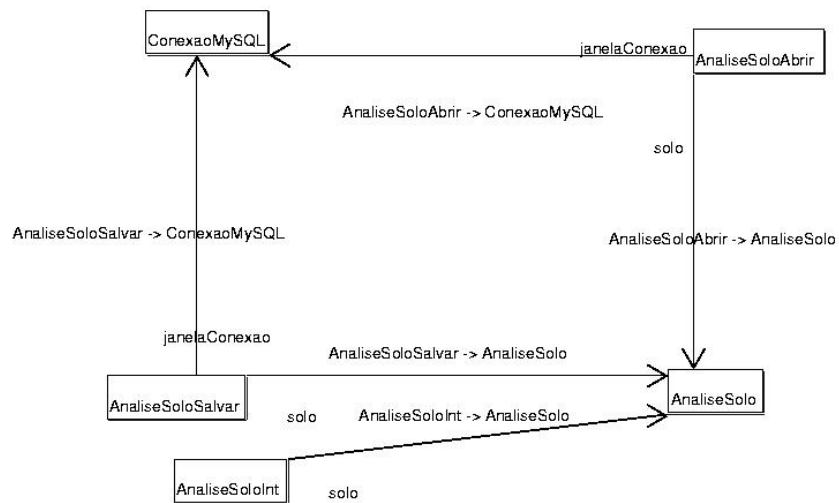 ConexaoMySQL
janelaConexao
AnaliseSoloAbrir
AnaliseSoloAbrir -> ConexaoMySQL
solo
AnaliseSoloSalvar -> ConexaoMySQL
AnaliseSoloAbrir -> AnaliseSolo
janelaConexao
AnaliseSoloSalvar -> AnaliseSolo
AnaliseSoloSalvar
AnaliseSolo
solo
AnaliseSoloInt -> AnaliseSolo
AnaliseSoloInt
solo